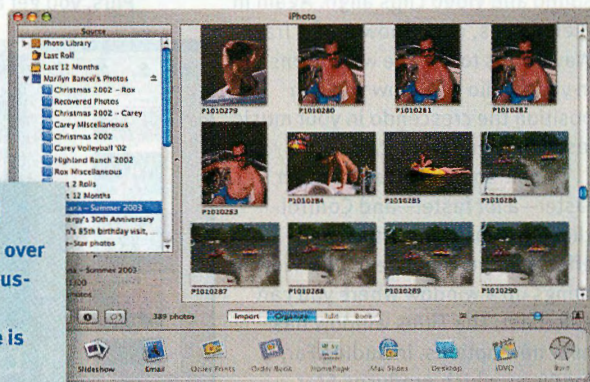 iPhoto
Source
Photo Library
Last Roll
Last 12 Months
Marilyn Bancel's Photos
Christmas 2002 - Rox
Recovered Photos
Christmas 2002 - Carey
Carey Miscellaneous
Christmas 2002
Carey Volleyball '02
Highland Ranch 2002
Rox Miscellaneous
2 Rolls
12 Months
ana - Summer 2003
ergy's 30th Anniversary
's 85th birthday visit, ...
-Star photos
P1010279
P1010280
P1010281
P1010282
P1010283
P1010284
P1010285
P1010286
P1010287
P1010288
P1010289
P1010290
over
us-
is
ana - Summer 2003
389 photos
Import
Organize
Edit
Book
Slideshow
Email
Order Prints
Order Book
HomePage
.Mac Slides
Desktop
iDVD
Burn